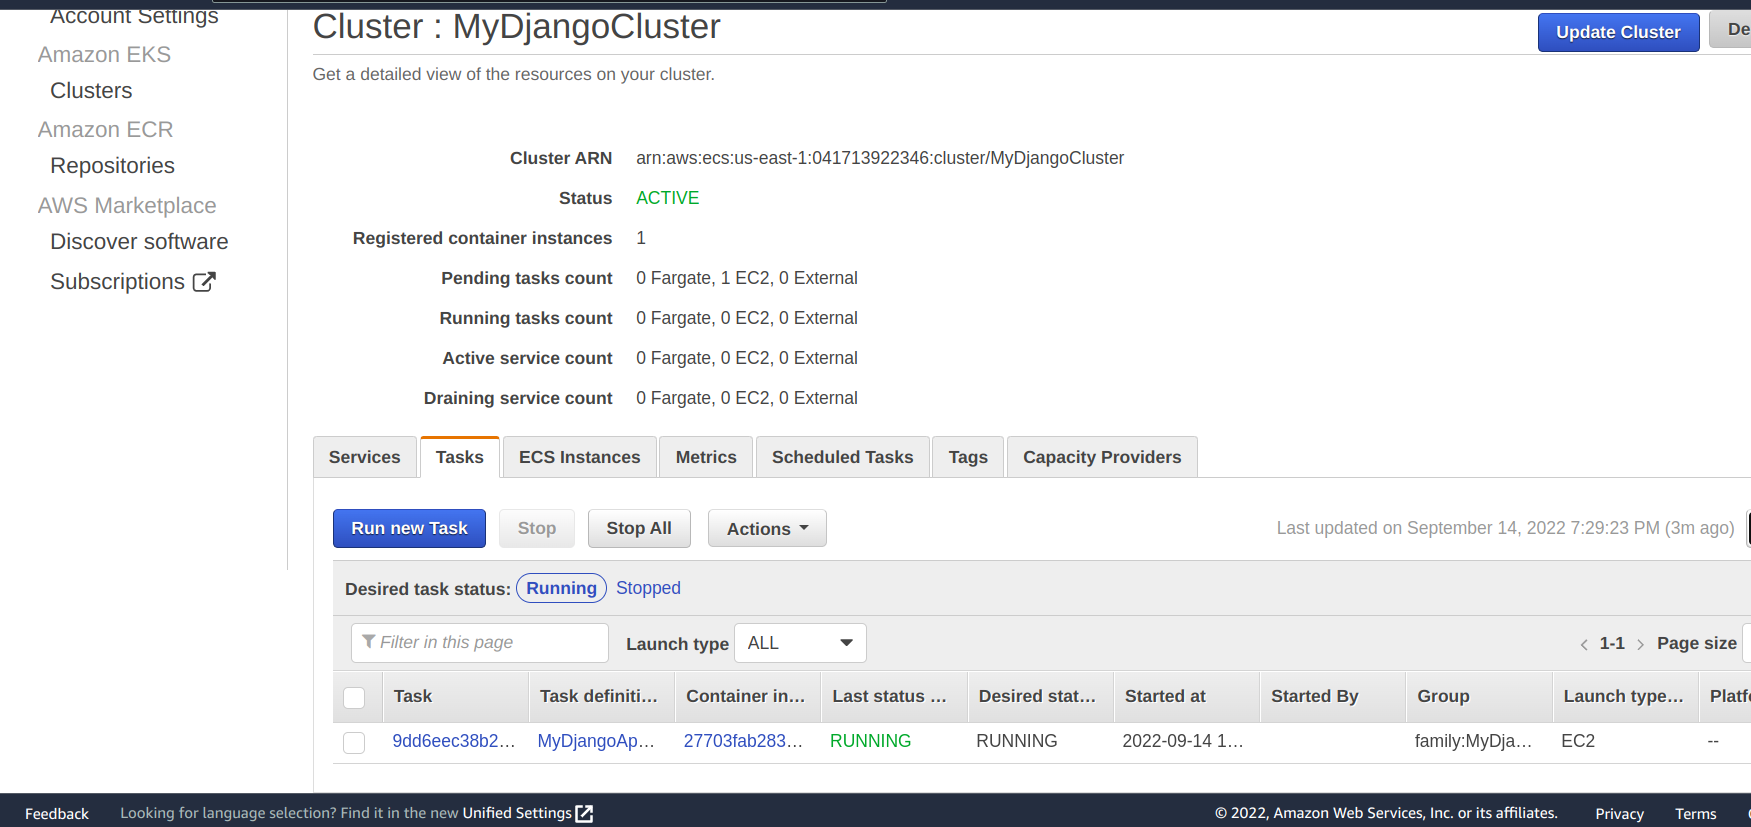 Account Settings
Amazon EKS
Clusters
Amazon ECR
Repositories
AWS Marketplace
Discover software
Subscriptions
Cluster : MyDjangoCluster
Update Cluster
De
Get a detailed view of the resources on your cluster.
Cluster ARN arn:aws:ecs:us-east-1:041713922346:cluster/MyDjangoCluster
Status ACTIVE
Registered container instances 1
Pending tasks count 0 Fargate, 1 EC2, 0 External
Running tasks count 0 Fargate, 0 EC2, 0 External
Active service count 0 Fargate, 0 EC2, 0 External
Draining service count 0 Fargate, 0 EC2, 0 External
Services Tasks ECS Instances Metrics Scheduled Tasks Tags Capacity Providers
Run new Task Stop Stop All Actions Last updated on September 14, 2022 7:29:23 PM (3m ago)
Desired task status: Running Stopped
Filter in this page Launch type ALL < 1-1 > Page size
Task Task definiti... Container in... Last status ... Desired stat... Started at Started By Group Launch type... Platf
9dd6eec38b2... MyDjangoAp... 27703fab283... RUNNING RUNNING 2022-09-14 1... family:MyDja... EC2 --
Feedback Looking for language selection? Find it in the new Unified Settings © 2022, Amazon Web Services, Inc. or its affiliates. Privacy Terms